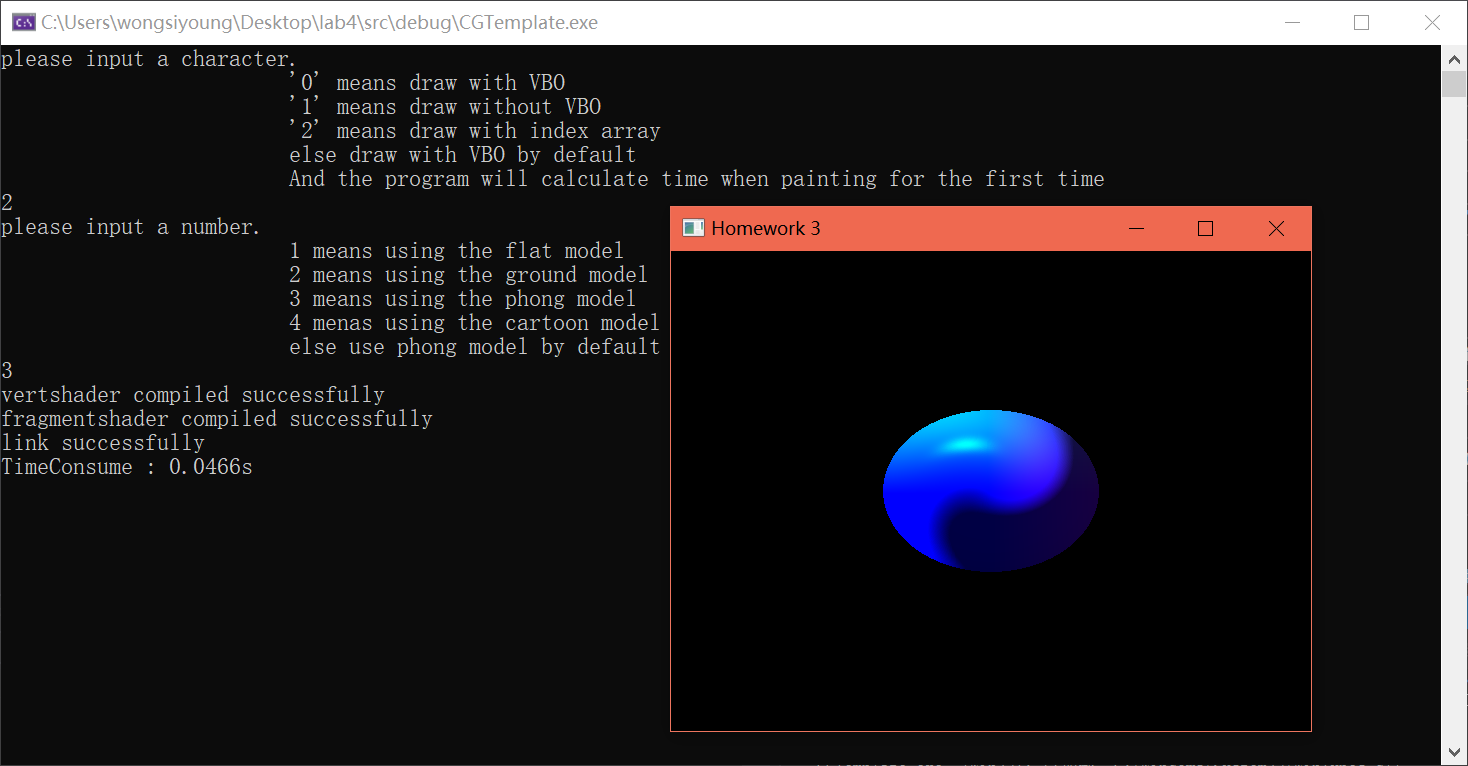 C:\Users\wongsiyoung\Desktop\lab4\src\debug\CGTemplate.exe
please input a character.
'0' means draw with VBO
'1' means draw without VBO
'2' means draw with index array
else draw with VBO by default
And the program will calculate time when painting for the first time
2
please input a number.
1 means using the flat model
2 means using the ground model
3 means using the phong model
4 menas using the cartoon model
else use phong model by default
3
vertshader compiled successfully
fragmentshader compiled successfully
link successfully
TimeConsume : 0.0466s
Homework 3